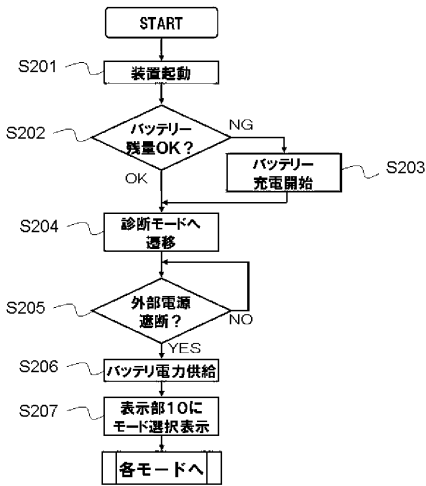 START
S201
装置起動
S202
バッテリー
残量OK？
NG
OK
バッテリー
充電開始
S203
S204
診断モードへ
遷移
S205
外部電源
遮断？
NO
YES
S206
バッテリ電力供給
S207
表示部１０に
モード選択表示
各モードへ